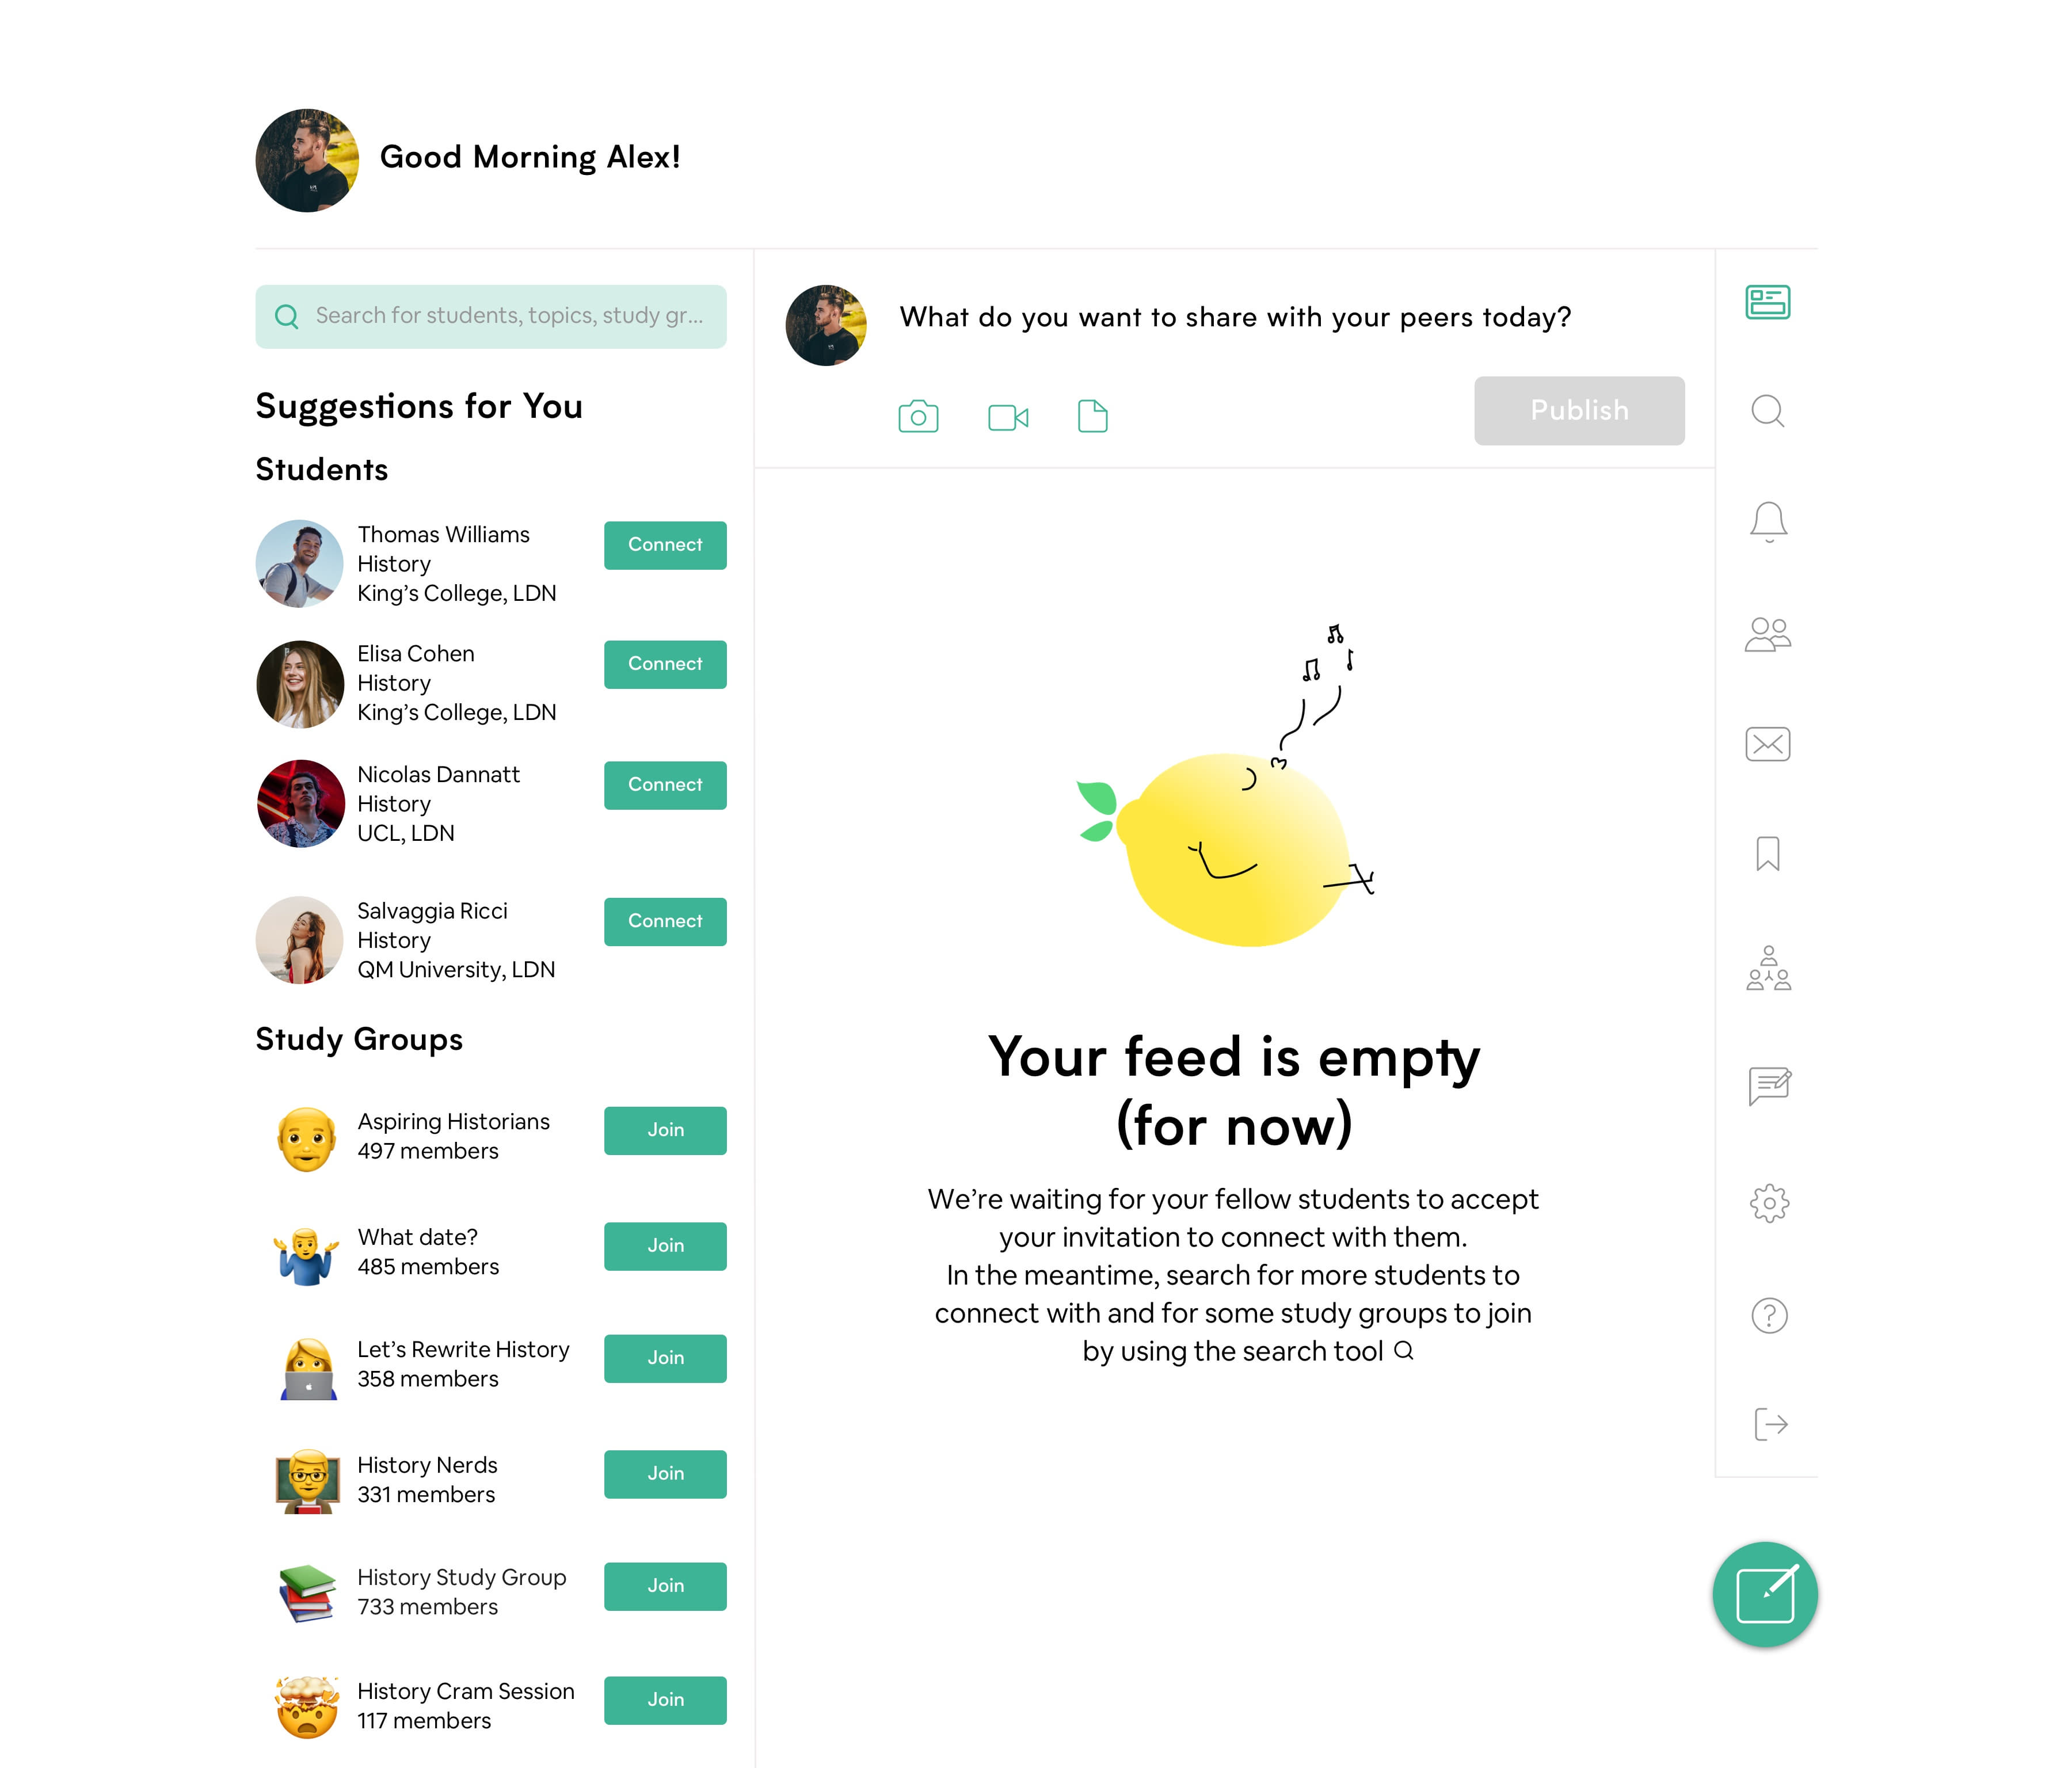 Good Morning Alex!
Search for students, topics, study gr...
Suggestions for You
Students
Thomas Williams
History
King’s College, LDN
Connect
Elisa Cohen
History
King’s College, LDN
Connect
Nicolas Dannatt
History
UCL, LDN
Connect
Salvaggia Ricci
History
QM University, LDN
Connect
Study Groups
Aspiring Historians
497 members
Join
What date?
485 members
Join
Let’s Rewrite History
358 members
Join
History Nerds
331 members
Join
History Study Group
733 members
Join
History Cram Session
117 members
Join
What do you want to share with your peers today?
Publish
Your feed is empty
(for now)
We’re waiting for your fellow students to accept
your invitation to connect with them.
In the meantime, search for more students to
connect with and for some study groups to join
by using the search tool